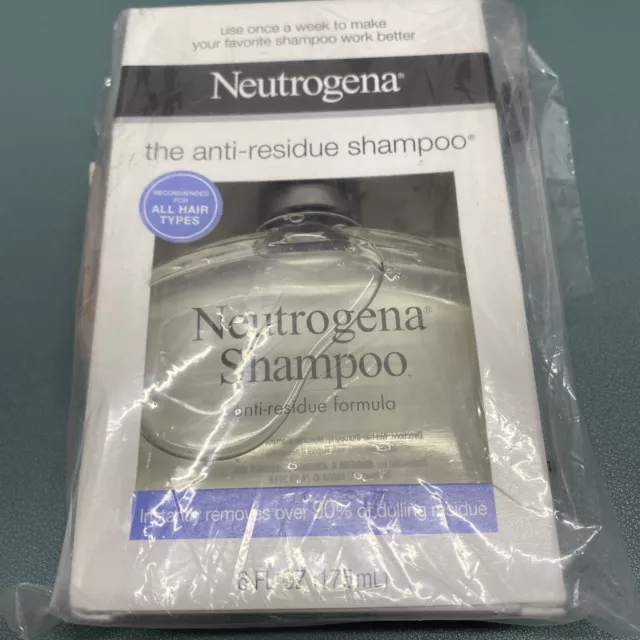 use once a week to make
your favorite shampoo work better
Neutrogena®
the anti-residue shampoo®
RECOMMENDED
FOR
ALL HAIR
TYPES
Neutrogena®
Shampoo
anti-residue formula
Instantly removes over 90% of dulling residue
6 FL OZ (175mL)